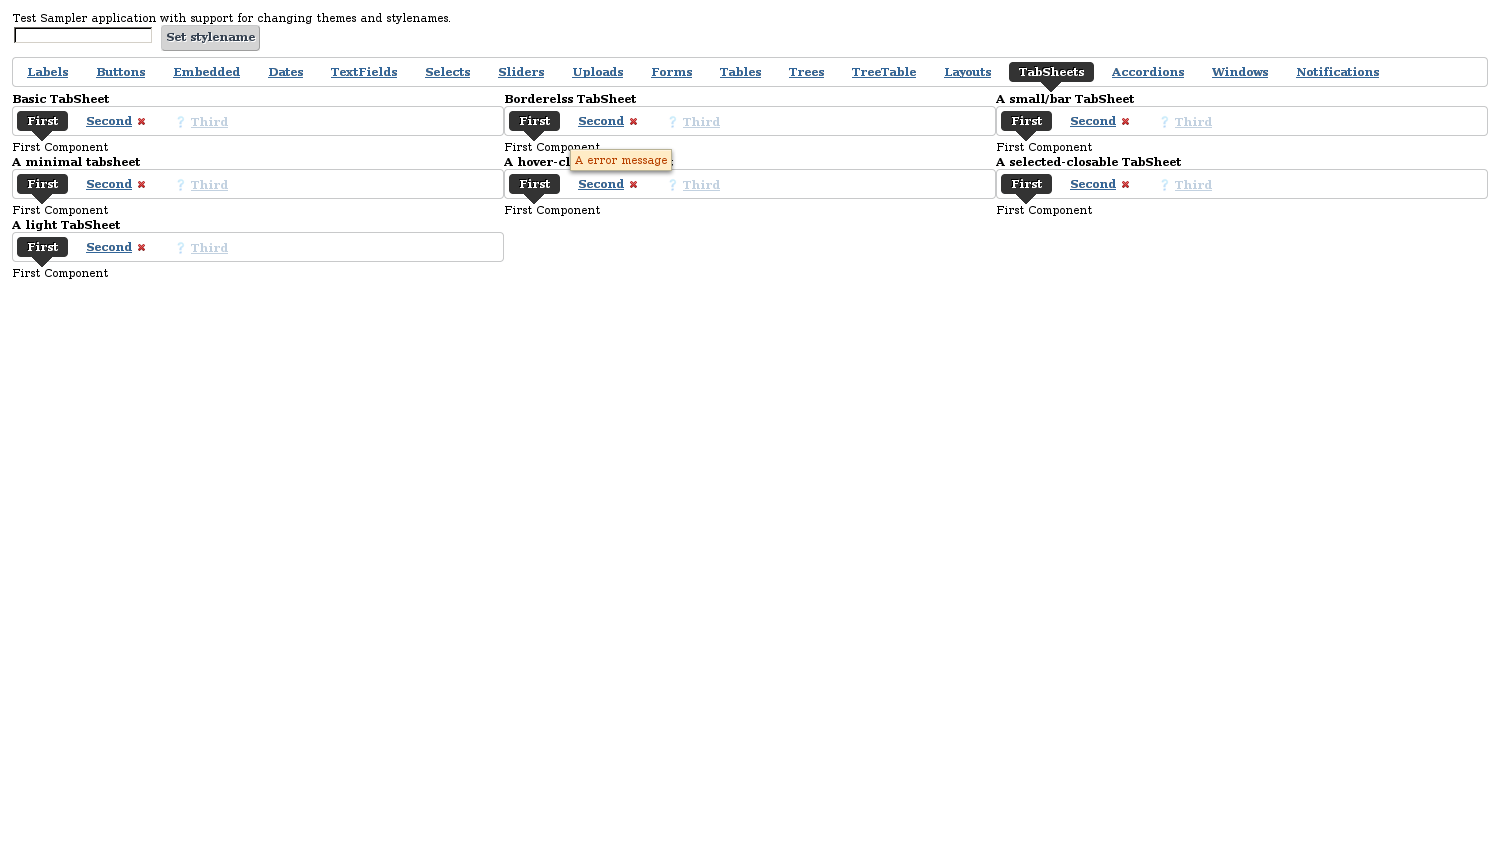 Test Sampler application with support for changing themes and stylenames.
Set stylename
Labels Buttons Embedded Dates TextFields Selects Sliders Uploads Forms Tables Trees TreeTable Layouts TabSheets Accordions Windows Notifications
Basic TabSheet Borderelss TabSheet A small/bar TabSheet
First Second ? Third First Second ? Third First Second ? Third
First Component First Component First Component
A error message
A minimal tabsheet A hover-cl A selected-closable TabSheet
First Second ? Third First Second ? Third First Second ? Third
First Component First Component First Component
A light TabSheet
First Second ? Third
First Component